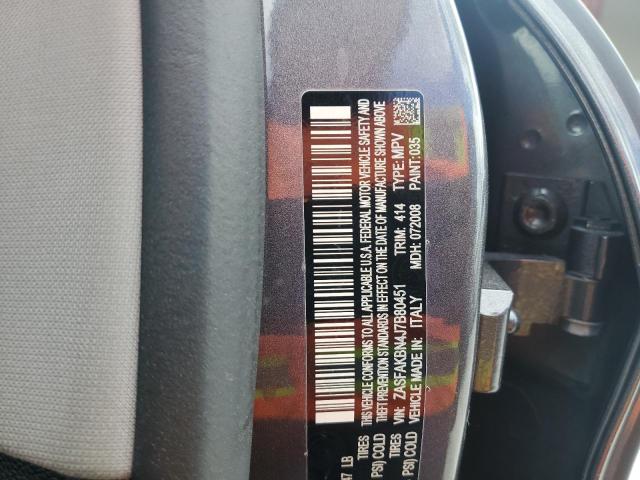 THIS VEHICLE CONFORMS TO ALL APPLICABLE U.S.A. FEDERAL MOTOR VEHICLE SAFETY AND
THEFT PREVENTION STANDARDS IN EFFECT ON THE DATE OF MANUFACTURE SHOWN ABOVE
VIN: ZASFAKBN4J7B80451 TRIM: 414 TYPE: MPV
VEHICLE MADE IN: ITALY MDH: 072008 PAINT: 035
47 LB
TIRES
PSI) COLD
TIRES
PSI) COLD